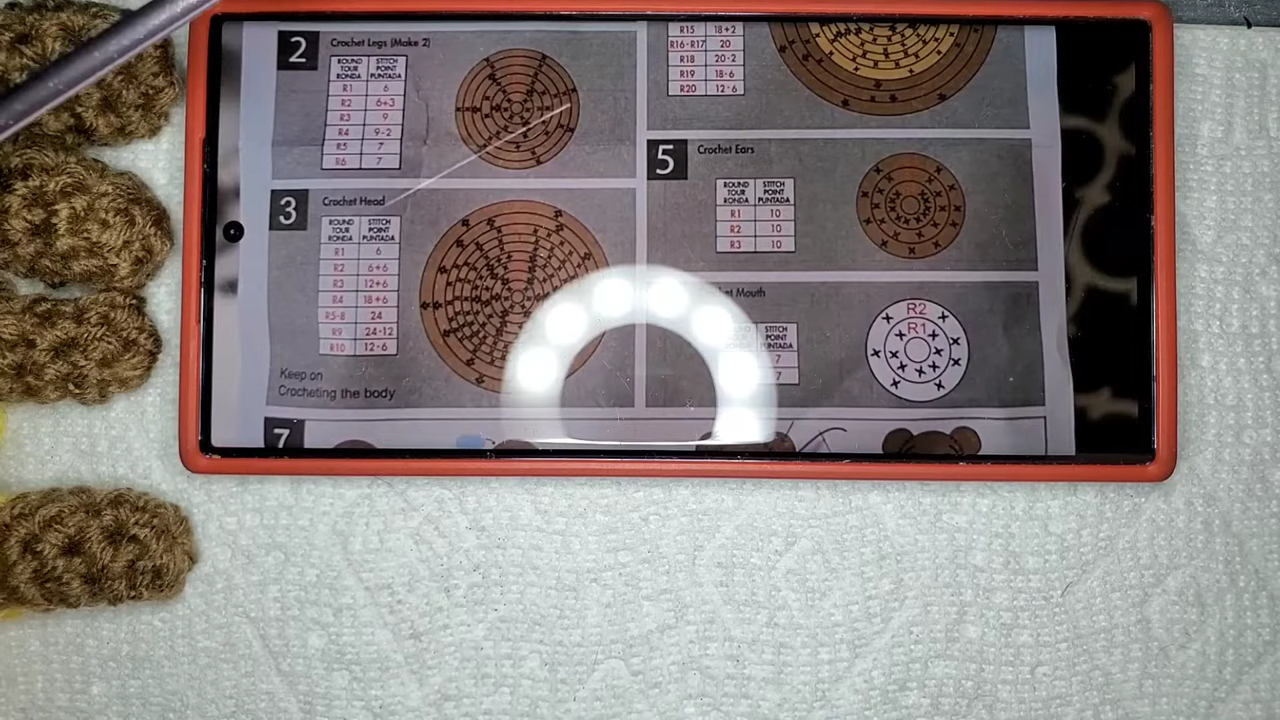 2
Crochet Legs (Make 2)
ROUND
TOUR
RONDA
STITCH
POINT
PUNTADA
R1 6
R2 6+3
R3 9
R4 9-2
R5 7
R6 7
3
Crochet Head
ROUND
TOUR
RONDA
STITCH
POINT
PUNTADA
R1 6
R2 6+6
R3 12+6
R4 18+6
R5-8 24
R9 24-12
R10 12-6
Keep on
Crocheting the body
R15 18+2
R16-R17 20
R18 20-2
R19 18-6
R20 12-6
5
Crochet Ears
ROUND
TOUR
RONDA
STITCH
POINT
PUNTADA
R1 10
R2 10
R3 10
Mouth
STITCH
POINT
PUNTADA
7
7
R2
R1
7